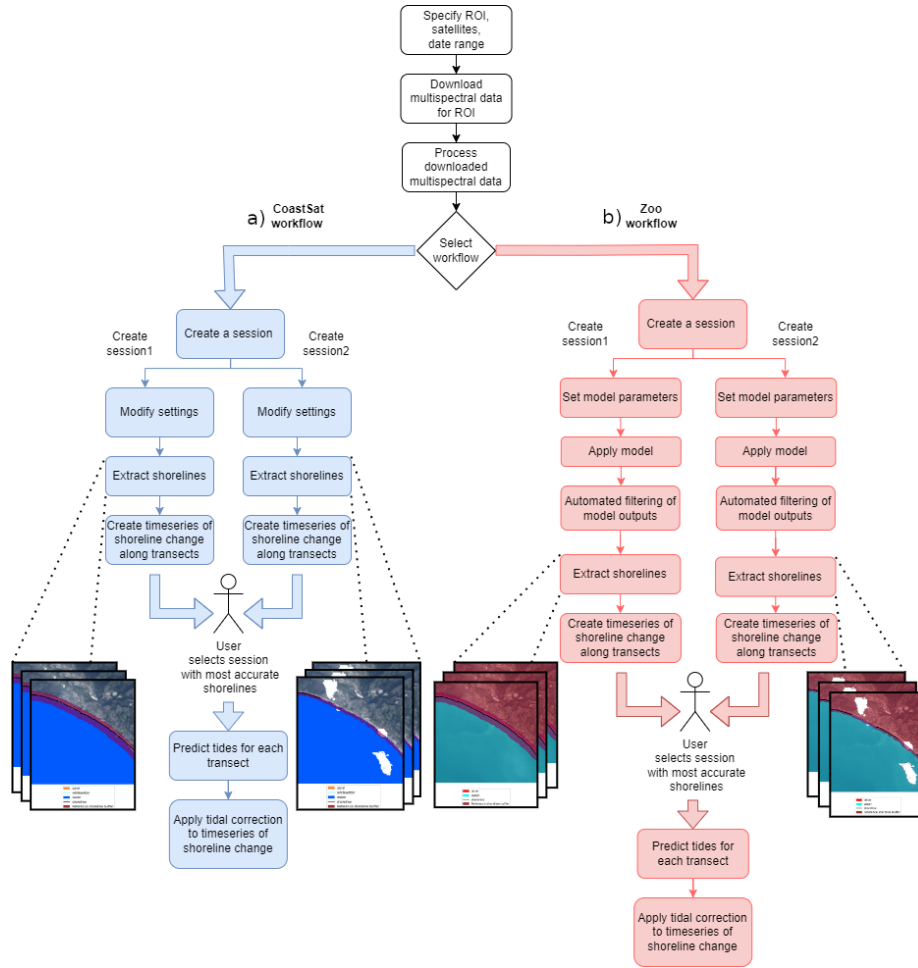 Specify ROI,
satellites,
date range
Download
multispectral data
for ROI
Process
downloaded
multispectral data
Select
workflow
a) CoastSat
workflow
b) Zoo
workflow
Create a session
Create
session1
Create
session2
Modify settings
Modify settings
Extract shorelines
Extract shorelines
Create timeseries of
shoreline change
along transects
Create timeseries of
shoreline change
along transects
User
selects session
with most accurate
shorelines
Predict tides for each
transect
Apply tidal correction
to timeseries of
shoreline change
Create a session
Create
session1
Create
session2
Set model parameters
Set model parameters
Apply model
Apply model
Automated filtering of
model outputs
Automated filtering of
model outputs
Extract shorelines
Extract shorelines
Create timeseries of
shoreline change
along transects
Create timeseries of
shoreline change
along transects
User
selects session
with most accurate
shorelines
Predict tides for
each transect
Apply tidal correction
to timeseries of
shoreline change